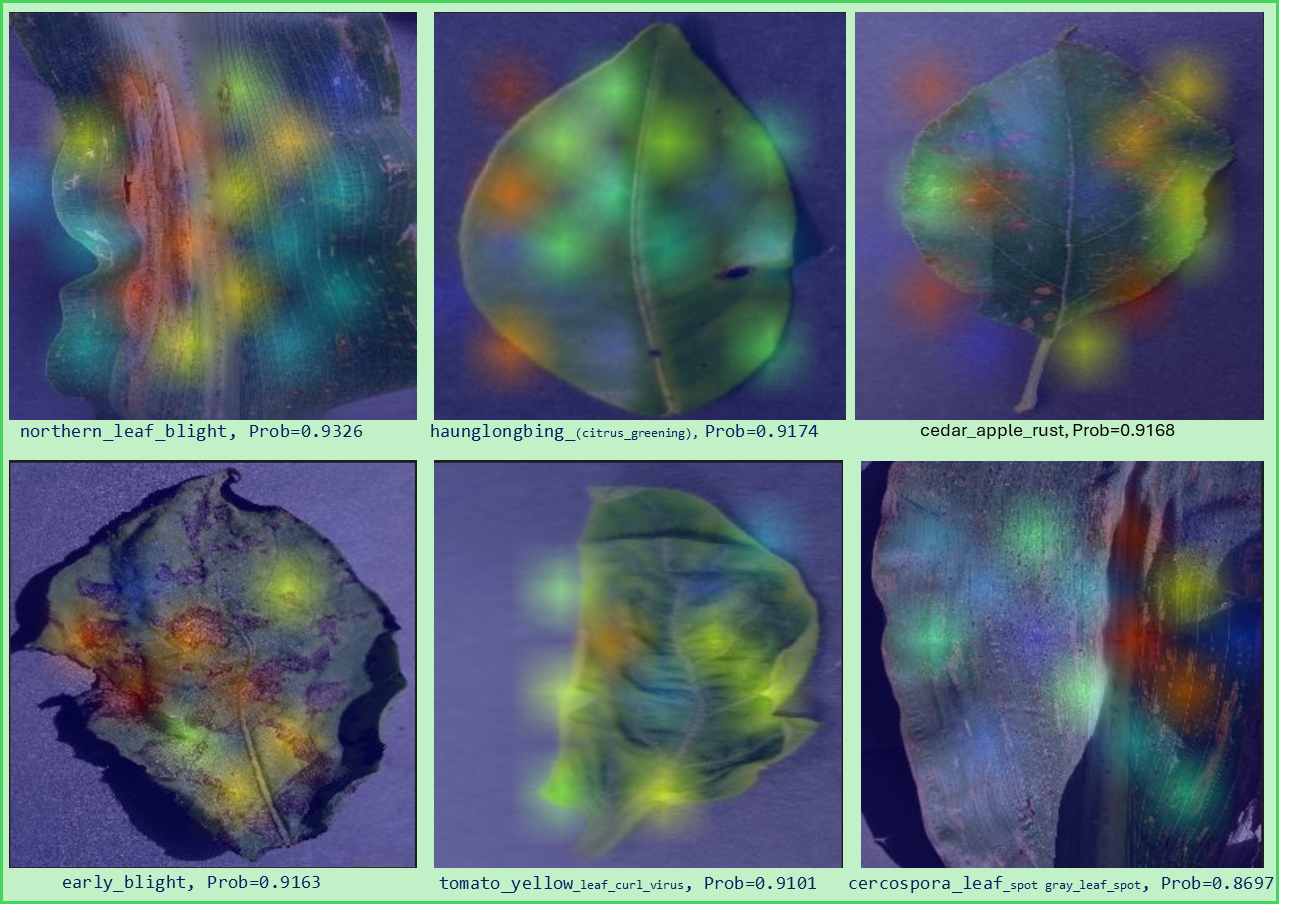 northern_leaf_blight, Prob=0.9326
haunglongbing_(citrus_greening), Prob=0.9174
cedar_apple_rust, Prob=0.9168
early_blight, Prob=0.9163
tomato_yellow_leaf_curl_virus, Prob=0.9101
cercospora_leaf_spot gray_leaf_spot, Prob=0.8697